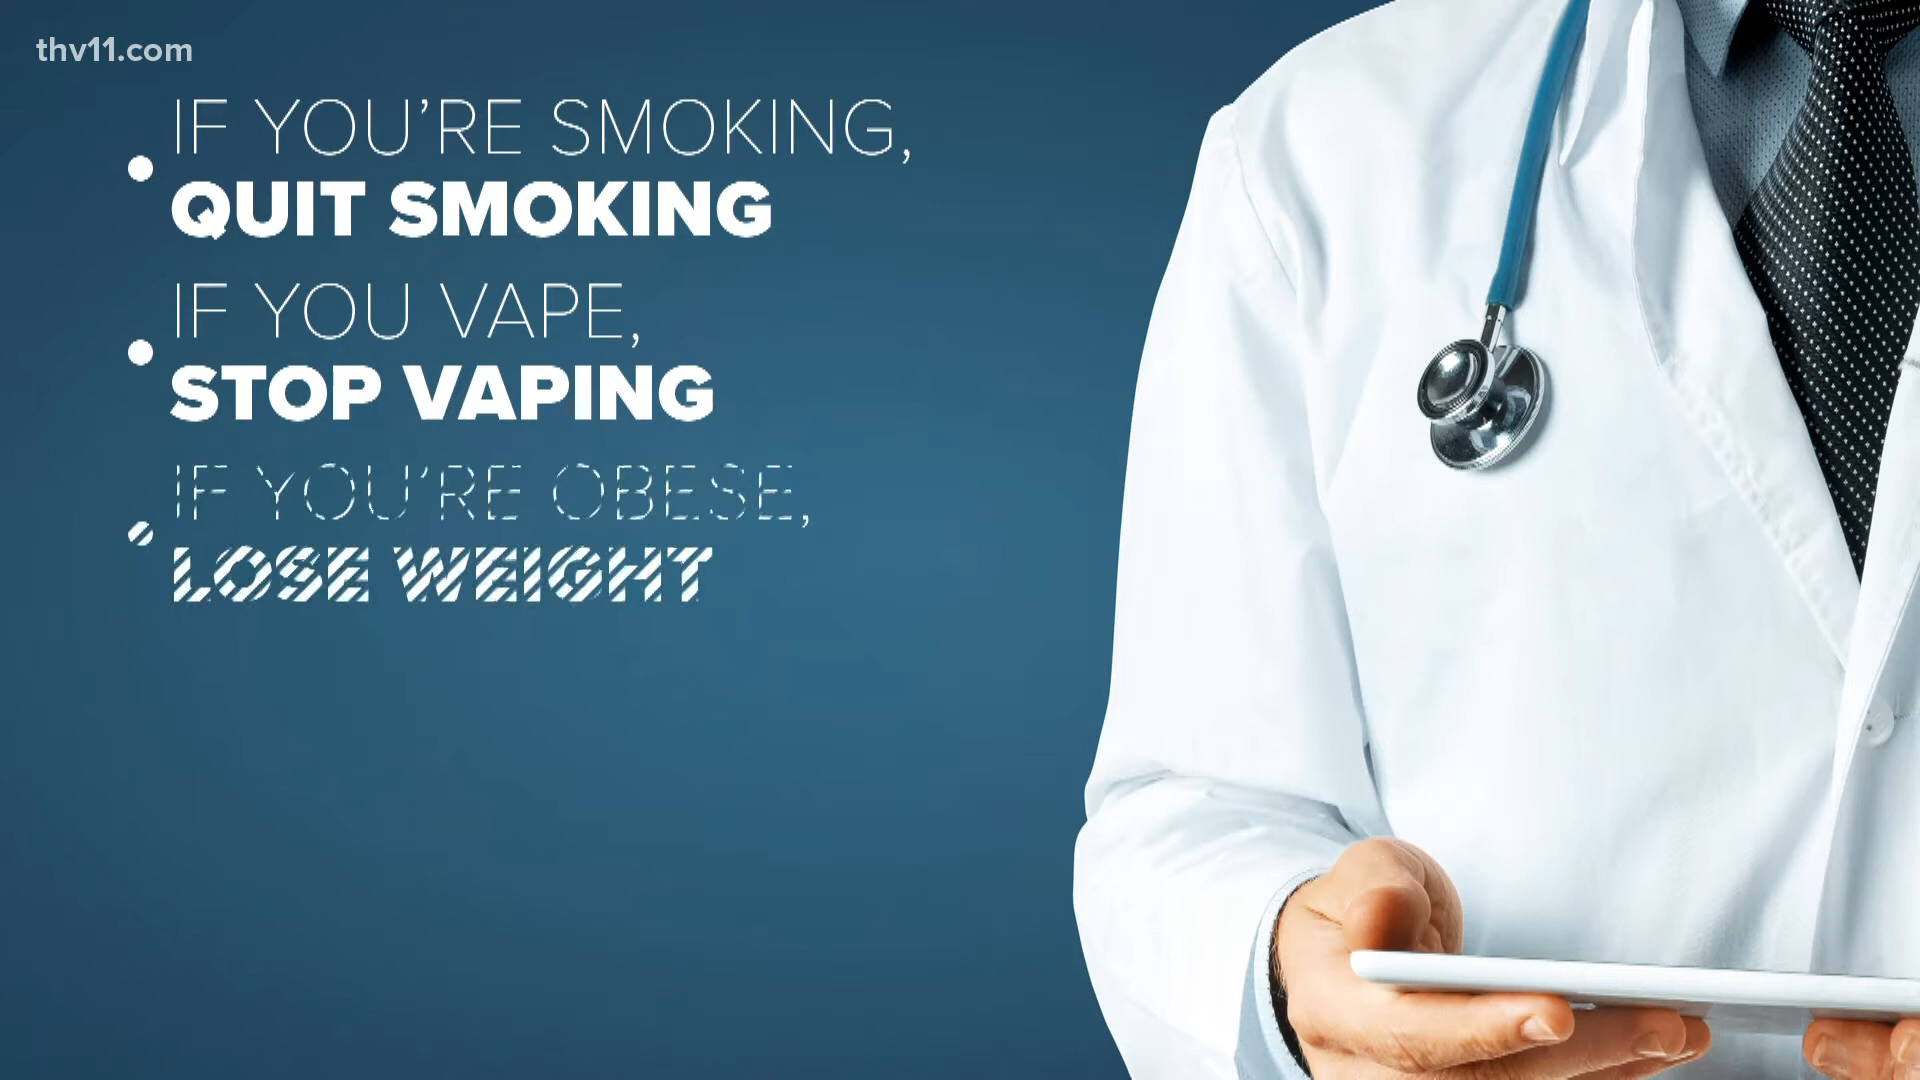 thv11.com
IF YOU'RE SMOKING,
QUIT SMOKING
IF YOU VAPE,
STOP VAPING
IF YOU'RE OBESE,
LOSE WEIGHT